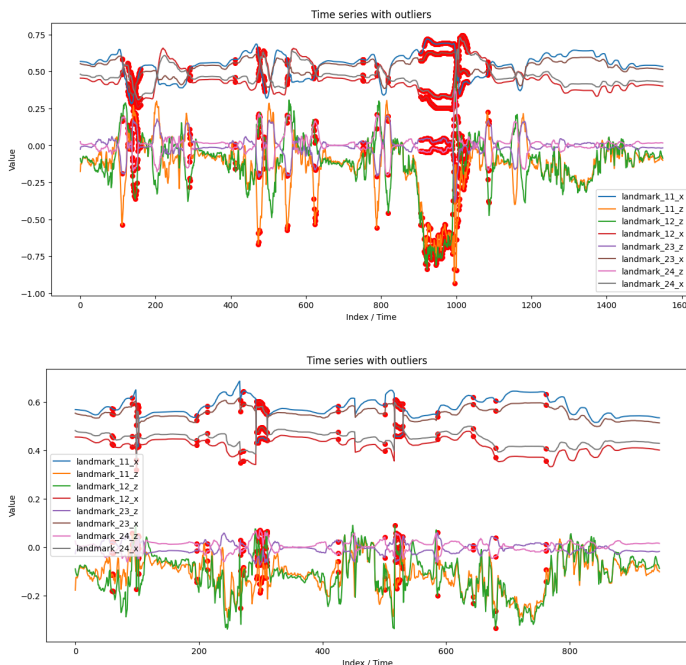 Time series with outliers
0.75
0.50
0.25
0.00
−0.25
−0.50
−0.75
−1.00
Value
landmark_11_x
landmark_11_z
landmark_12_z
landmark_12_x
landmark_23_z
landmark_23_x
landmark_24_z
landmark_24_x
0 200 400 600 800 1000 1200 1400 1600
Index / Time
Time series with outliers
0.6
0.4
0.2
0.0
−0.2
Value
landmark_11_x
landmark_11_z
landmark_12_z
landmark_12_x
landmark_23_z
landmark_23_x
landmark_24_z
landmark_24_x
0 200 400 600 800
Index / Time